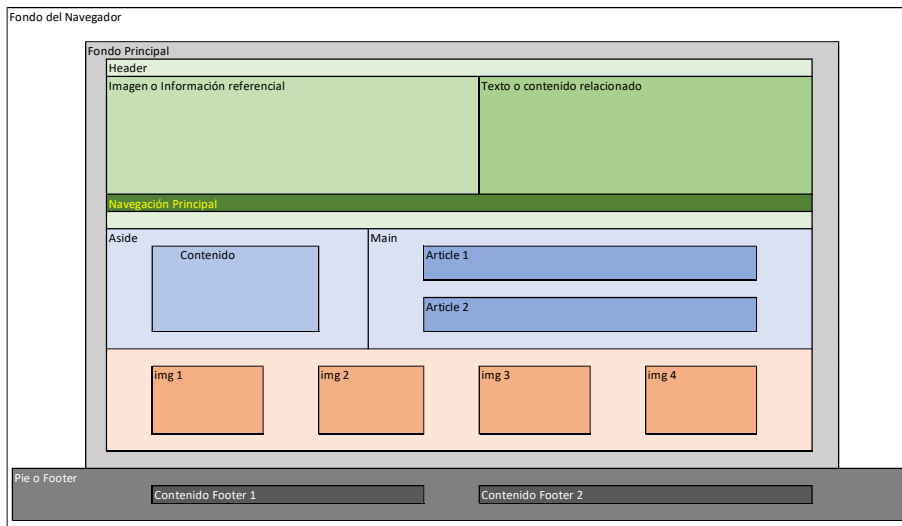 Fondo del Navegador
Fondo Principal
Header
Imagen o Información referencial
Texto o contenido relacionado
Navegación Principal
Aside
Main
Contenido
Article 1
Article 2
img 1
img 2
img 3
img 4
Pie o Footer
Contenido Footer 1
Contenido Footer 2